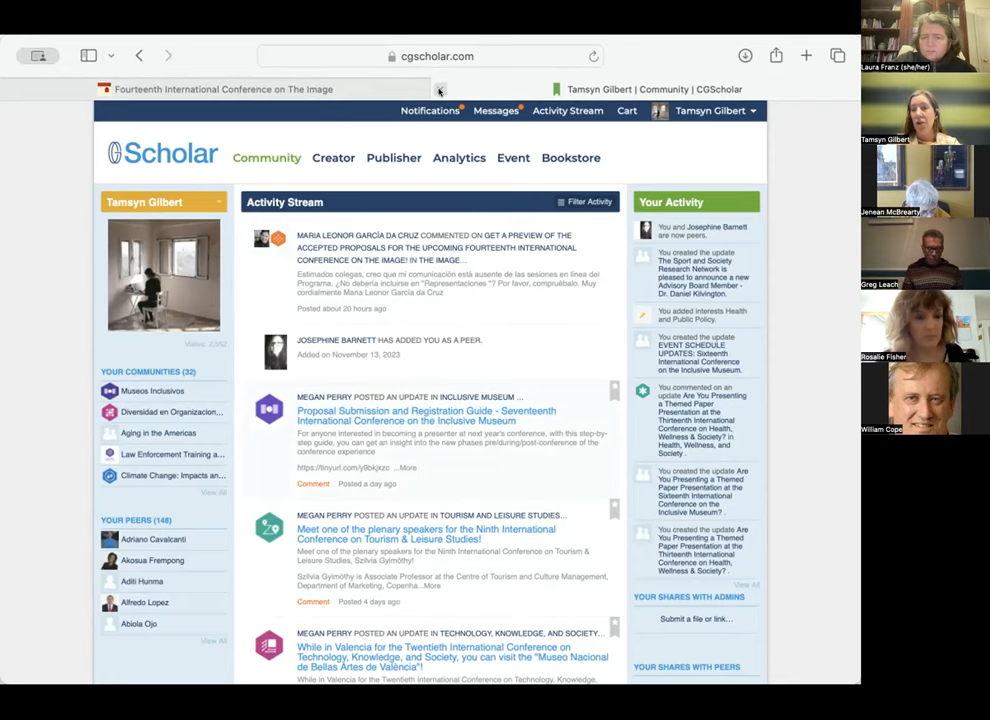 cgscholar.com
Fourteenth International Conference on The Image
Tamsyn Gilbert | Community | CGScholar
Notifications Messages Activity Stream Cart Tamsyn Gilbert
Scholar
Community Creator Publisher Analytics Event Bookstore
Tamsyn Gilbert
Views: 2,552
YOUR COMMUNITIES (32)
Museos Inclusivos
Diversidad en Organizacion,...
Aging in the Americas
Law Enforcement Training a...
Climate Change: Impacts an...
View All
YOUR PEERS (148)
Adriano Cavalcanti
Akosua Frempong
Aditi Hunma
Alfredo Lopez
Abiola Ojo
View All
Activity Stream
Filter Activity
MARIA LEONOR GARCÍA DA CRUZ COMMENTED ON GET A PREVIEW OF THE
ACCEPTED PROPOSALS FOR THE UPCOMING FOURTEENTH INTERNATIONAL
CONFERENCE ON THE IMAGE! IN THE IMAGE...
Estimados colegas, creo que mi comunicación está ausente de las sesiones en línea del
Programa. ¿No debería incluirse en "Representaciones "? Por favor, compruébalo. Muy
cordialmente Maria Leonor García da Cruz
Posted about 20 hours ago
JOSEPHINE BARNETT HAS ADDED YOU AS A PEER.
Added on November 13, 2023
MEGAN PERRY POSTED AN UPDATE IN INCLUSIVE MUSEUM ...
Proposal Submission and Registration Guide - Seventeenth
International Conference on the Inclusive Museum
For anyone interested in becoming a presenter at next year's conference, with this step-by-
step guide, you can get an insight into the new phases pre/during/post-conference of the
conference experience
https://tinyurl.com/y9bkjxzc ...More
Comment Posted a day ago
MEGAN PERRY POSTED AN UPDATE IN TOURISM AND LEISURE STUDIES...
Meet one of the plenary speakers for the Ninth International
Conference on Tourism & Leisure Studies!
Meet one of the plenary speakers for the Ninth International Conference on Tourism &
Leisure Studies, Szilvia Gyimóthy!
Szilvia Gyimóthy is Associate Professor at the Centre of Tourism and Culture Management,
Department of Marketing, Copenha...More
Comment Posted 4 days ago
MEGAN PERRY POSTED AN UPDATE IN TECHNOLOGY, KNOWLEDGE, AND SOCIETY...
While in Valencia for the Twentieth International Conference on
Technology, Knowledge, and Society, you can visit the "Museo Nacional
de Bellas Artes de València"!
While in Valencia for the Twentieth International Conference on Technology, Knowledge,
Your Activity
You and Josephine Barnett
are now peers.
You created the update
The Sport and Society
Research Network is
pleased to announce a new
Advisory Board Member -
Dr. Daniel Kilvington.
You added interests Health
and Public Policy.
You created the update
EVENT SCHEDULE
UPDATES: Sixteenth
International Conference
on the Inclusive Museum.
You commented on an
update Are You Presenting
a Themed Paper
Presentation at the
Thirteenth International
Conference on Health,
Wellness & Society? in
Health, Wellness, and
Society .
You created the update Are
You Presenting a Themed
Paper Presentation at the
Sixteenth International
Conference on the
Inclusive Museum? .
You created the update Are
You Presenting a Themed
Paper Presentation at the
Thirteenth International
Conference on Health,
Wellness & Society? .
View All
YOUR SHARES WITH ADMINS
Submit a file or link...
YOUR SHARES WITH PEERS
Laura Franz (she/her)
Tamsyn Gilbert
Jenean McBrearty
Greg Leach
Rosalie Fisher
William Cope